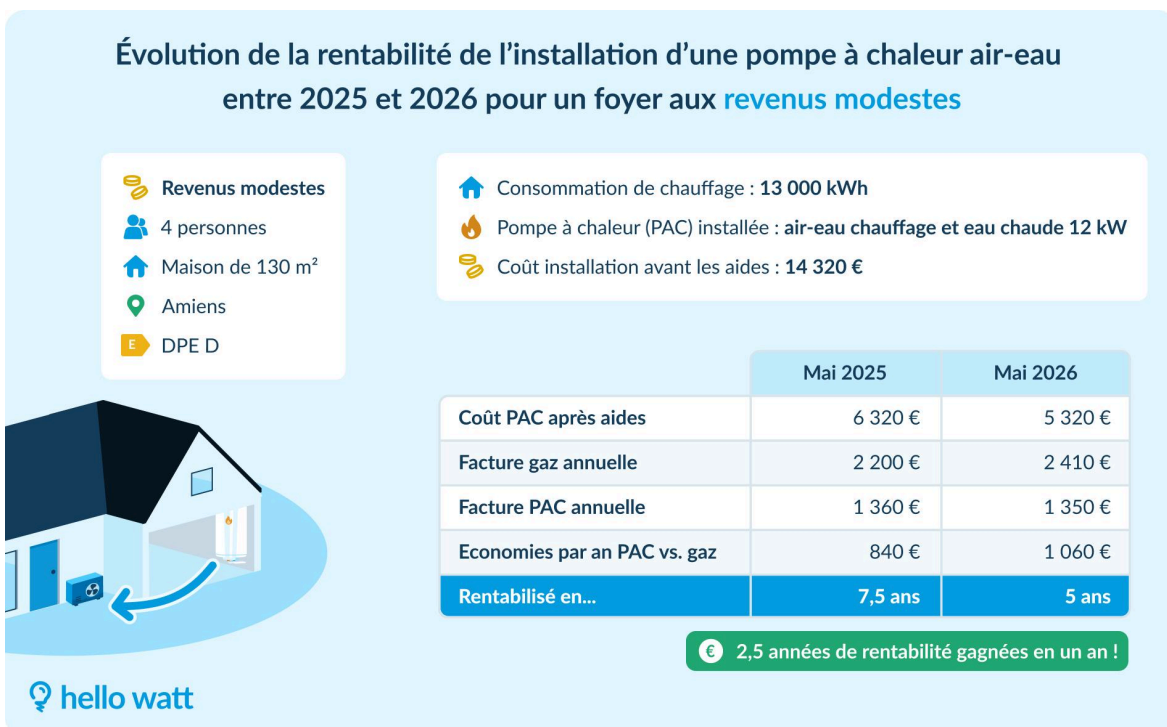 Évolution de la rentabilité de l'installation d'une pompe à chaleur air-eau
entre 2025 et 2026 pour un foyer aux revenus modestes
Revenus modestes
4 personnes
Maison de 130 m²
Amiens
E DPE D
Consommation de chauffage : 13 000 kWh
Pompe à chaleur (PAC) installée : air-eau chauffage et eau chaude 12 kW
Coût installation avant les aides : 14 320 €
Mai 2025 Mai 2026
Coût PAC après aides 6 320 € 5 320 €
Facture gaz annuelle 2 200 € 2 410 €
Facture PAC annuelle 1 360 € 1 350 €
Economies par an PAC vs. gaz 840 € 1 060 €
Rentabilisé en... 7,5 ans 5 ans
€ 2,5 années de rentabilité gagnées en un an !
hello watt